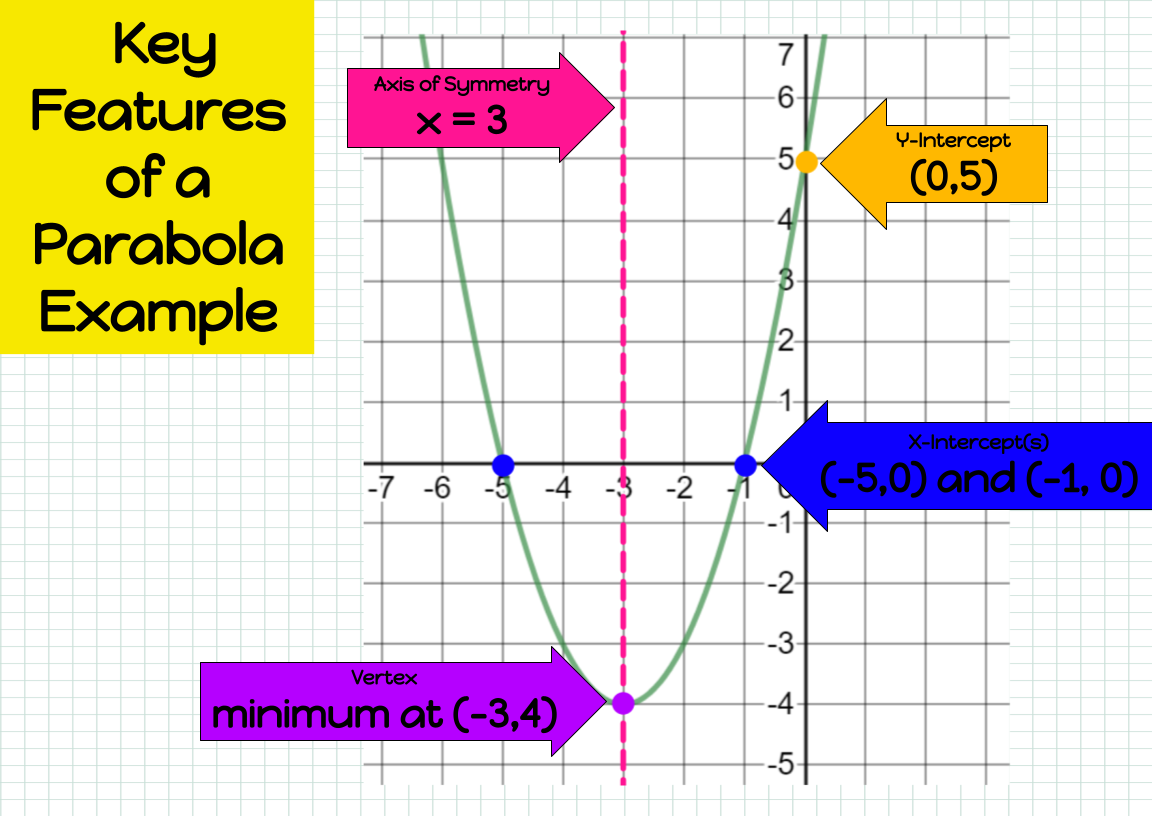 Key
Features
of a
Parabola
Example
Axis of Symmetry
x = 3
Y-Intercept
(0,5)
X-Intercept(s)
(-5,0) and (-1, 0)
Vertex
minimum at (-3,4)
7
6
5
4
3
2
1
-7 -6 -5 -4 -3 -2 -1 0
-1
-2
-3
-4
-5